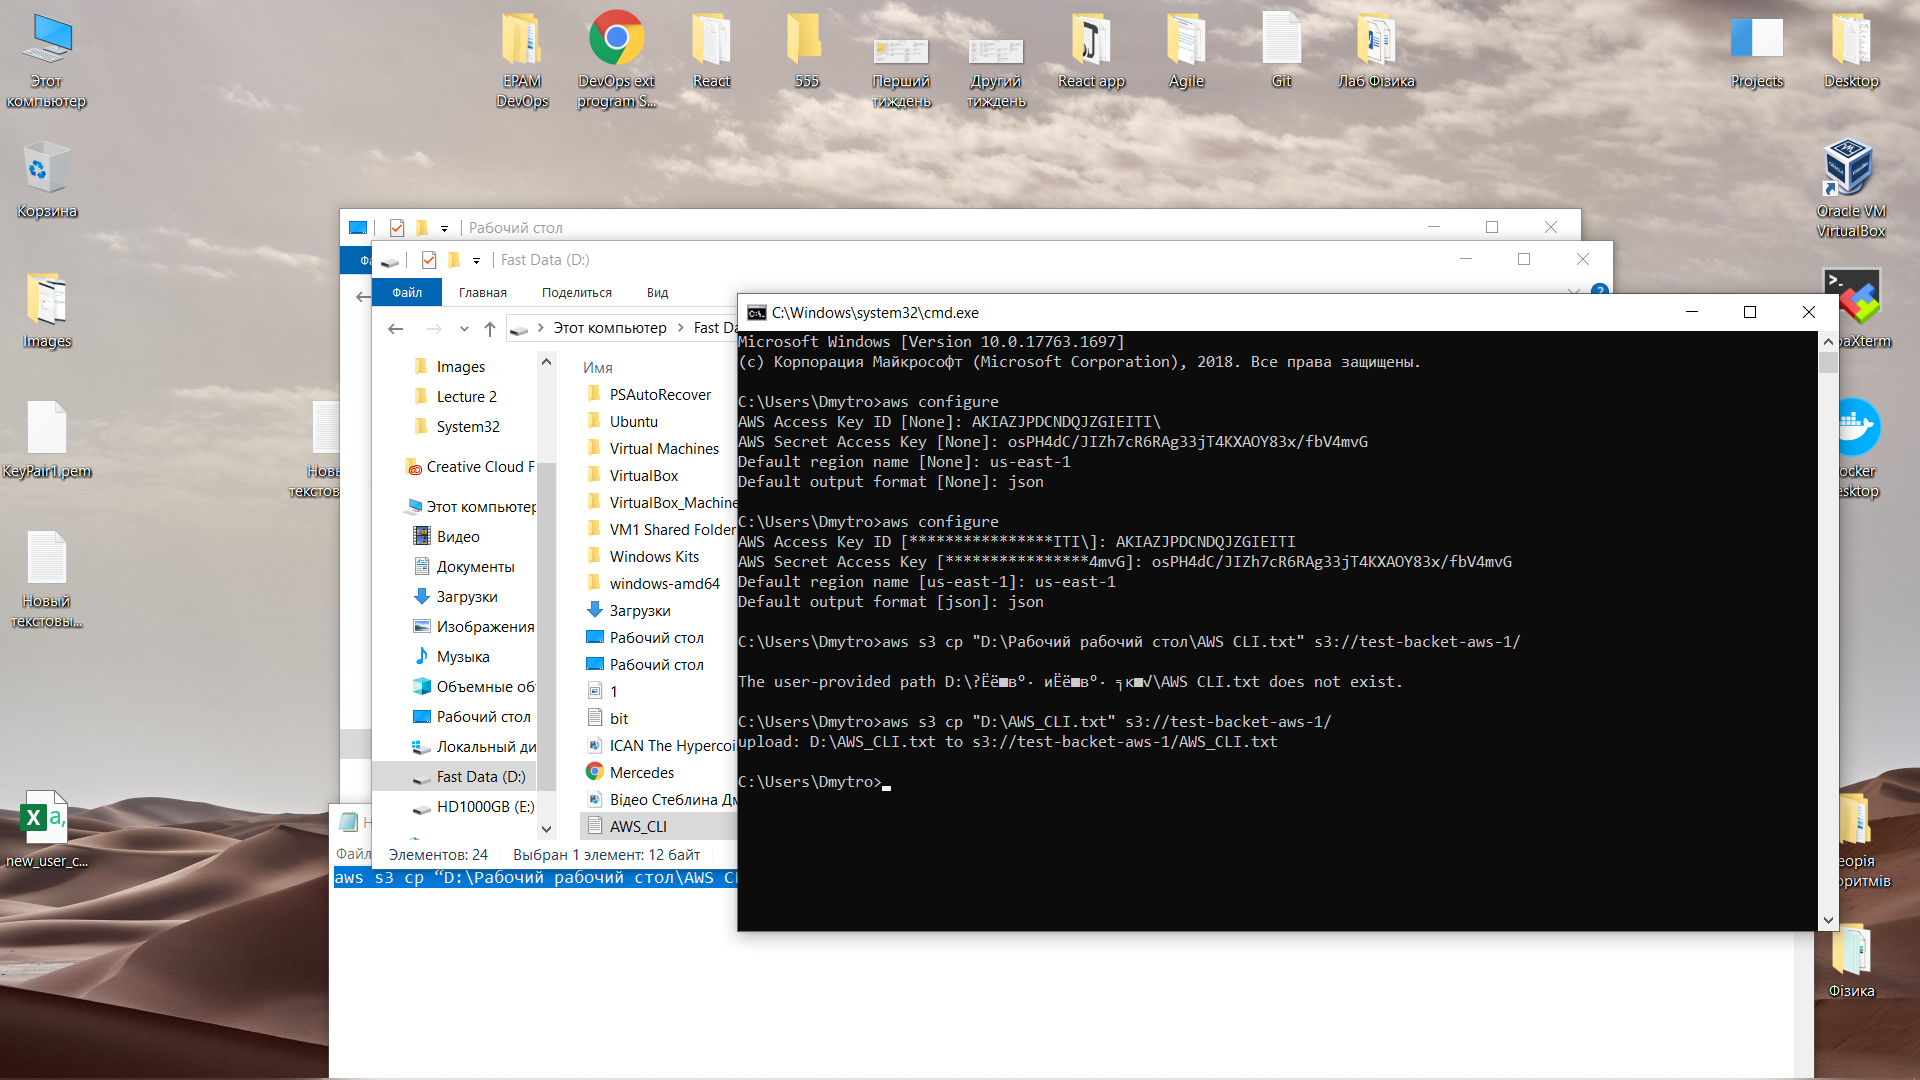 Этот компьютер
EPAM DevOps
DevOps ext program S...
React
555
Перший тиждень
Другий тиждень
React app
Agile
Git
Лаб Фізика
Projects
Desktop
Корзина
Oracle VM VirtualBox
Images
KeyPair1.pem
Новый текстовы...
new_user_c...
Фізика
Рабочий стол
Fast Data (D:)
Файл
Главная
Поделиться
Вид
Этот компьютер
Images
Lecture 2
System32
Creative Cloud F
Этот компьютер
Видео
Документы
Загрузки
Изображения
Музыка
Объемные об
Рабочий стол
Локальный ди
Fast Data (D:)
HD1000GB (E:)
Имя
PSAutoRecover
Ubuntu
Virtual Machines
VirtualBox
VirtualBox_Machine
VM1 Shared Folder
Windows Kits
windows-amd64
Загрузки
Рабочий стол
Рабочий стол
1
bit
ICAN The Hypercoi
Mercedes
Відео Стеблина Дм
AWS_CLI
Элементов: 24
Выбран 1 элемент: 12 байт
Файл
aws s3 cp “D:\Рабочий рабочий стол\AWS C
C:\Windows\system32\cmd.exe
Microsoft Windows [Version 10.0.17763.1697]
(c) Корпорация Майкрософт (Microsoft Corporation), 2018. Все права защищены.
C:\Users\Dmytro>aws configure
AWS Access Key ID [None]: AKIAZJPDCNDQJZGIEITI\
AWS Secret Access Key [None]: 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
Default region name [None]: us-east-1
Default output format [None]: json
C:\Users\Dmytro>aws configure
AWS Access Key ID [****************ITI\]: AKIAZJPDCNDQJZGIEITI
AWS Secret Access Key [****************4mvG]: 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
Default region name [us-east-1]: us-east-1
Default output format [json]: json
C:\Users\Dmytro>aws s3 cp "D:\Рабочий рабочий стол\AWS CLI.txt" s3://test-backet-aws-1/
The user-provided path D:\?Ёё■вº· иЁё■вº· ╕к■√\AWS CLI.txt does not exist.
C:\Users\Dmytro>aws s3 cp "D:\AWS_CLI.txt" s3://test-backet-aws-1/
upload: D:\AWS_CLI.txt to s3://test-backet-aws-1/AWS_CLI.txt
C:\Users\Dmytro>